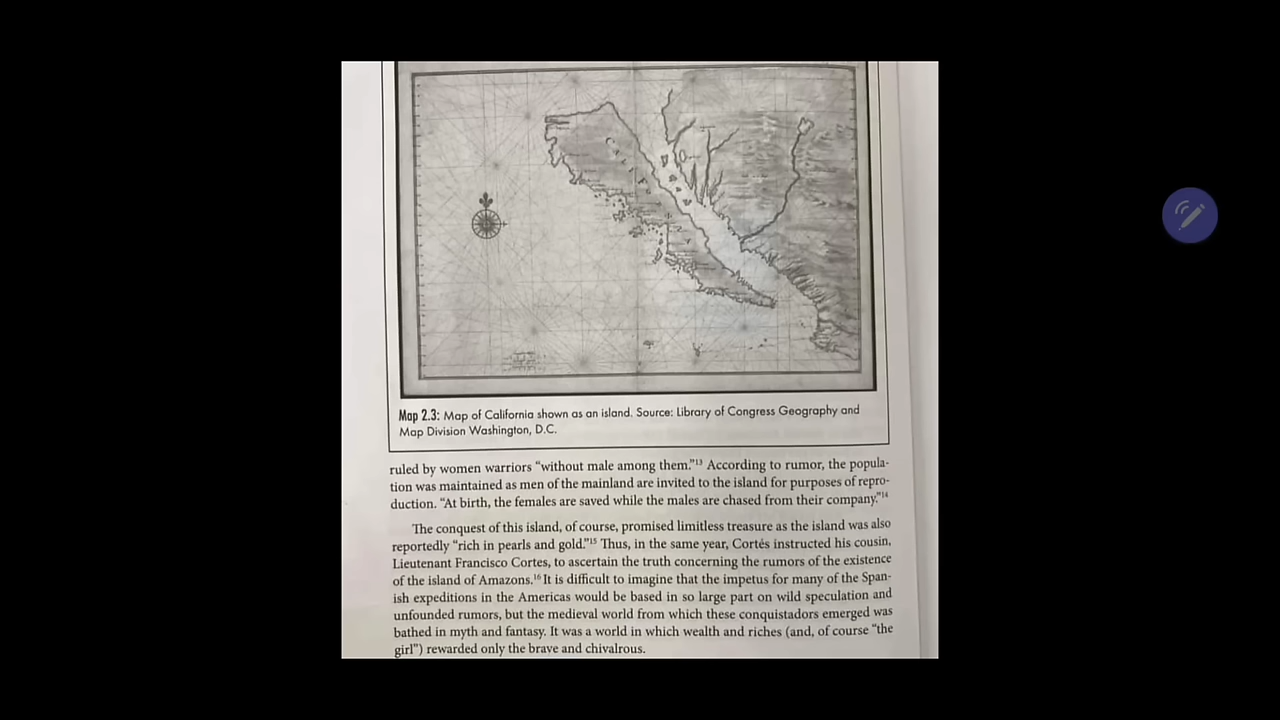 CALIFORNIA
Map 2.3: Map of California shown as an island. Source: Library of Congress Geography and
Map Division Washington, D.C.
ruled by women warriors “without male among them.”13 According to rumor, the popula-
tion was maintained as men of the mainland are invited to the island for purposes of repro-
duction. “At birth, the females are saved while the males are chased from their company.”14
The conquest of this island, of course, promised limitless treasure as the island was also
reportedly “rich in pearls and gold.”15 Thus, in the same year, Cortés instructed his cousin,
Lieutenant Francisco Cortes, to ascertain the truth concerning the rumors of the existence
of the island of Amazons.16 It is difficult to imagine that the impetus for many of the Span-
ish expeditions in the Americas would be based in so large part on wild speculation and
unfounded rumors, but the medieval world from which these conquistadors emerged was
bathed in myth and fantasy. It was a world in which wealth and riches (and, of course “the
girl”) rewarded only the brave and chivalrous.